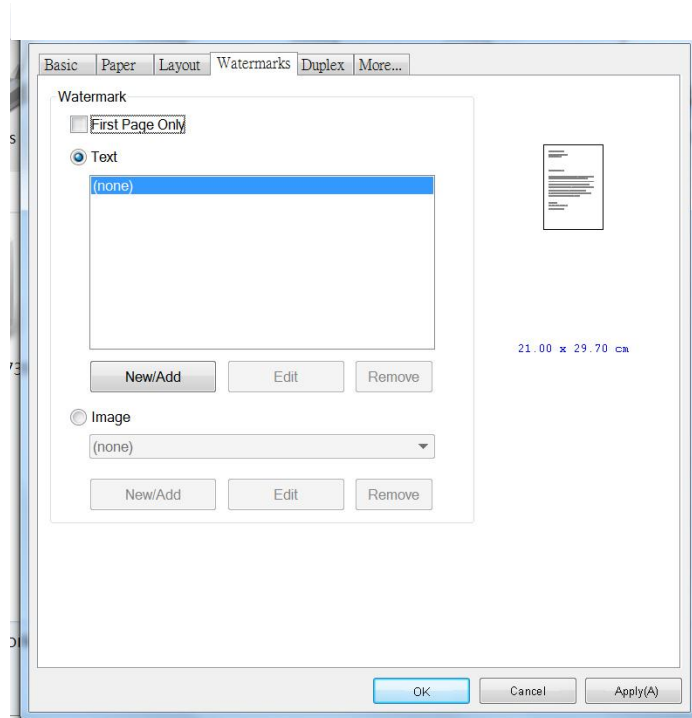 Basic Paper Layout Watermarks Duplex More...
Watermark
First Page Only
Text
(none)
21.00 x 29.70 cm
New/Add Edit Remove
Image
(none)
New/Add Edit Remove
OK Cancel Apply(A)